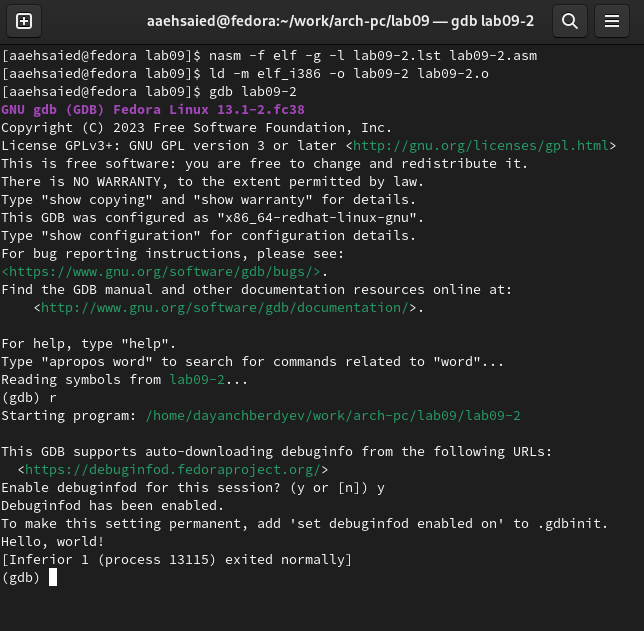 aaehsaied@fedora:~/work/arch-pc/lab09 — gdb lab09-2
[aaehsaied@fedora lab09]$ nasm -f elf -g -l lab09-2.lst lab09-2.asm
[aaehsaied@fedora lab09]$ ld -m elf_i386 -o lab09-2 lab09-2.o
[aaehsaied@fedora lab09]$ gdb lab09-2
GNU gdb (GDB) Fedora Linux 13.1-2.fc38
Copyright (C) 2023 Free Software Foundation, Inc.
License GPLv3+: GNU GPL version 3 or later <http://gnu.org/licenses/gpl.html>
This is free software: you are free to change and redistribute it.
There is NO WARRANTY, to the extent permitted by law.
Type "show copying" and "show warranty" for details.
This GDB was configured as "x86_64-redhat-linux-gnu".
Type "show configuration" for configuration details.
For bug reporting instructions, please see:
<https://www.gnu.org/software/gdb/bugs/>.
Find the GDB manual and other documentation resources online at:
    <http://www.gnu.org/software/gdb/documentation/>.

For help, type "help".
Type "apropos word" to search for commands related to "word"...
Reading symbols from lab09-2...
(gdb) r
Starting program: /home/dayanchberdyev/work/arch-pc/lab09/lab09-2

This GDB supports auto-downloading debuginfo from the following URLs:
  <https://debuginfod.fedoraproject.org/>
Enable debuginfod for this session? (y or [n]) y
Debuginfod has been enabled.
To make this setting permanent, add 'set debuginfod enabled on' to .gdbinit.
Hello, world!
[Inferior 1 (process 13115) exited normally]
(gdb)